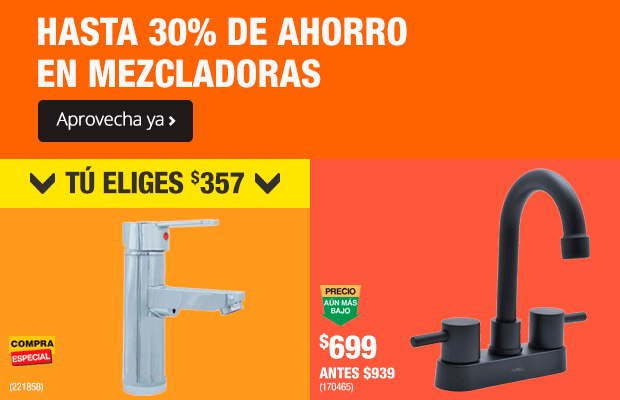 HASTA 30% DE AHORRO
EN MEZCLADORAS
Aprovecha ya ›
TÚ ELIGES $357
COMPRA
ESPECIAL
(221858)
PRECIO
AÚN MÁS
BAJO
$699
ANTES $939
(170465)